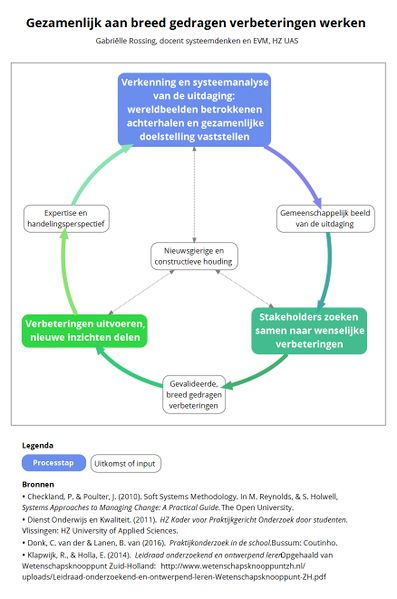 Gezamenlijk aan breed gedragen verbeteringen werken
Gabriëlle Rossing, docent systeemdenken en EVM, HZ UAS
Verkenning en systeemanalyse
van de uitdaging:
wereldbeelden betrokkenen
achterhalen en gezamenlijke
doelstelling vaststellen
Expertise en
handelingsperspectief
Gemeenschappelijk beeld
van de uitdaging
Nieuwsgierige en
constructieve houding
Verbeteringen uitvoeren,
nieuwe inzichten delen
Stakeholders zoeken
samen naar wenselijke
verbeteringen
Gevalideerde,
breed gedragen
verbeteringen
Legenda
Processtap
Uitkomst of input
Bronnen
• Checkland, P. & Poulter, J. (2010). Soft Systems Methodology. In M. Reynolds, & S. Holwell,
Systems Approaches to Managing Change: A Practical Guide. The Open University.
• Dienst Onderwijs en Kwaliteit. (2011). HZ Kader voor Praktijkgericht Onderzoek door studenten.
Vlissingen: HZ University of Applied Sciences.
• Donk, C. van der & Lanen, B. van (2016). Praktijkonderzoek in de school. Bussum: Coutinho.
• Klapwijk, R., & Holla, E. (2014). Leidraad onderzoekend en ontwerpend leren Opgehaald van
Wetenschapsknooppunt Zuid-Holland: http://www.wetenschapsknooppuntzh.nl/
uploads/Leidraad-onderzoekend-en-ontwerpend-leren-Wetenschapsknooppunt-ZH.pdf